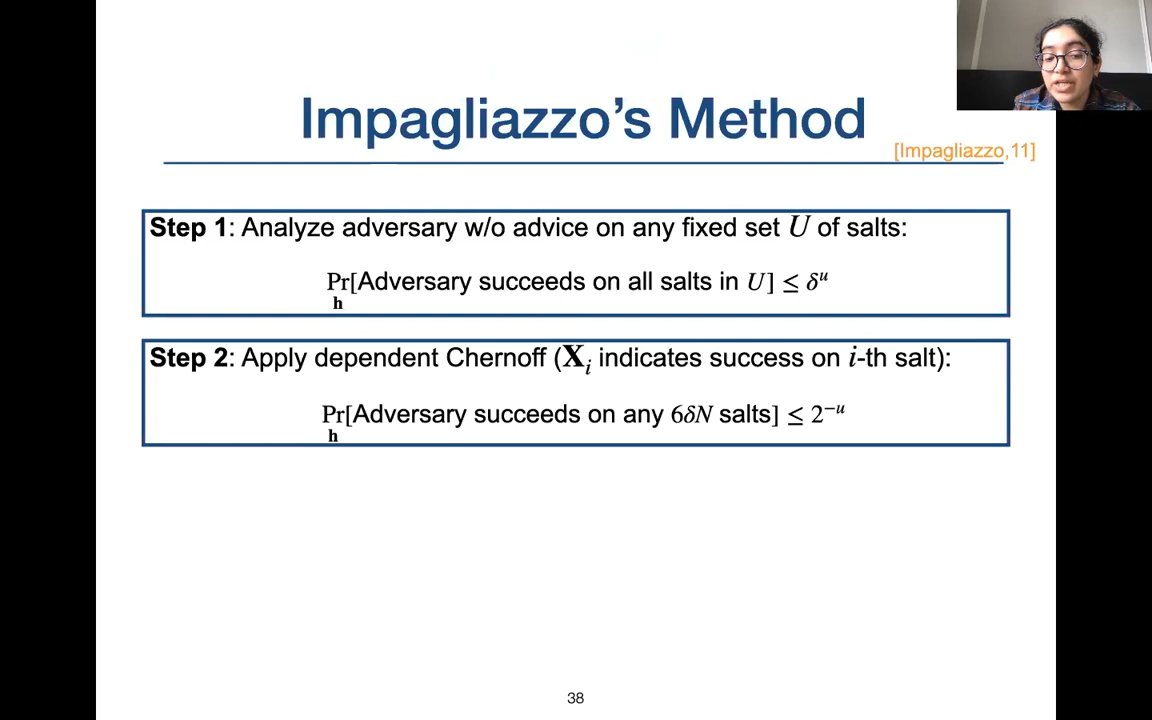 Impagliazzo's Method
[Impagliazzo,11]
Step 1: Analyze adversary w/o advice on any fixed set U of salts:
Pr[Adversary succeeds on all salts in U] ≤ δᵘ
h
Step 2: Apply dependent Chernoff (Xᵢ indicates success on i-th salt):
Pr[Adversary succeeds on any 6δN salts] ≤ 2⁻ᵘ
h
38